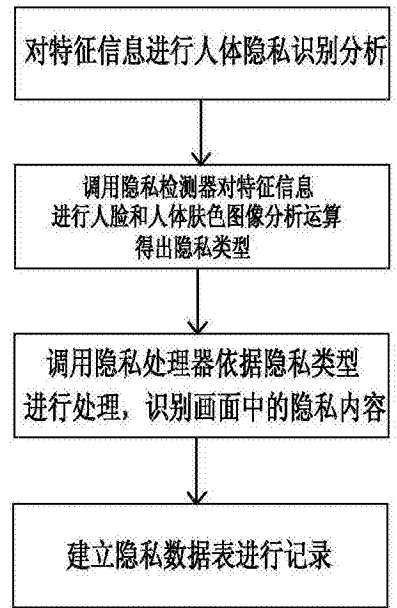 对特征信息进行人体隐私识别分析
调用隐私检测器对特征信息
进行人脸和人体肤色图像分析运算
得出隐私类型
调用隐私处理器依据隐私类型
进行处理，识别画面中的隐私内容
建立隐私数据表进行记录